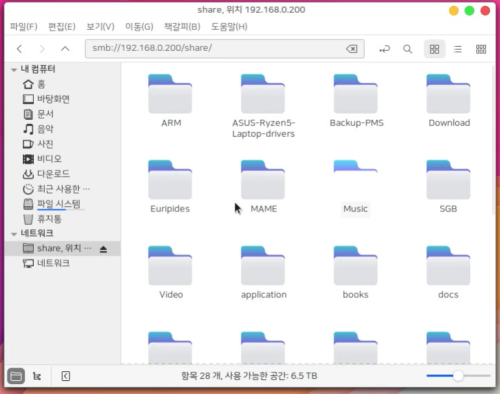 share, 위치 192.168.0.200
파일(F) 편집(E) 보기(V) 이동(G) 책갈피(B) 도움말(H)
smb://192.168.0.200/share/
내 컴퓨터
홈
바탕화면
문서
음악
사진
비디오
다운로드
최근 사용한 …
파일 시스템
휴지통
네트워크
share, 위치 …
네트워크
ARM
ASUS-Ryzen5-
Laptop-drivers
Backup-PMS
Download
Euripides
MAME
Music
SGB
Video
application
books
docs
항목 28 개, 사용 가능한 공간: 6.5 TB